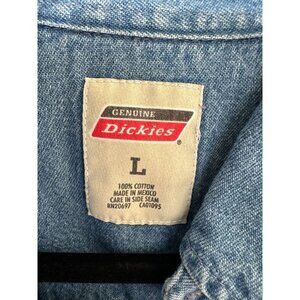 GENUINE
Dickies®
L
100% COTTON
MADE IN MEXICO
CARE IN SIDE SEAM
RN20697 CA01095